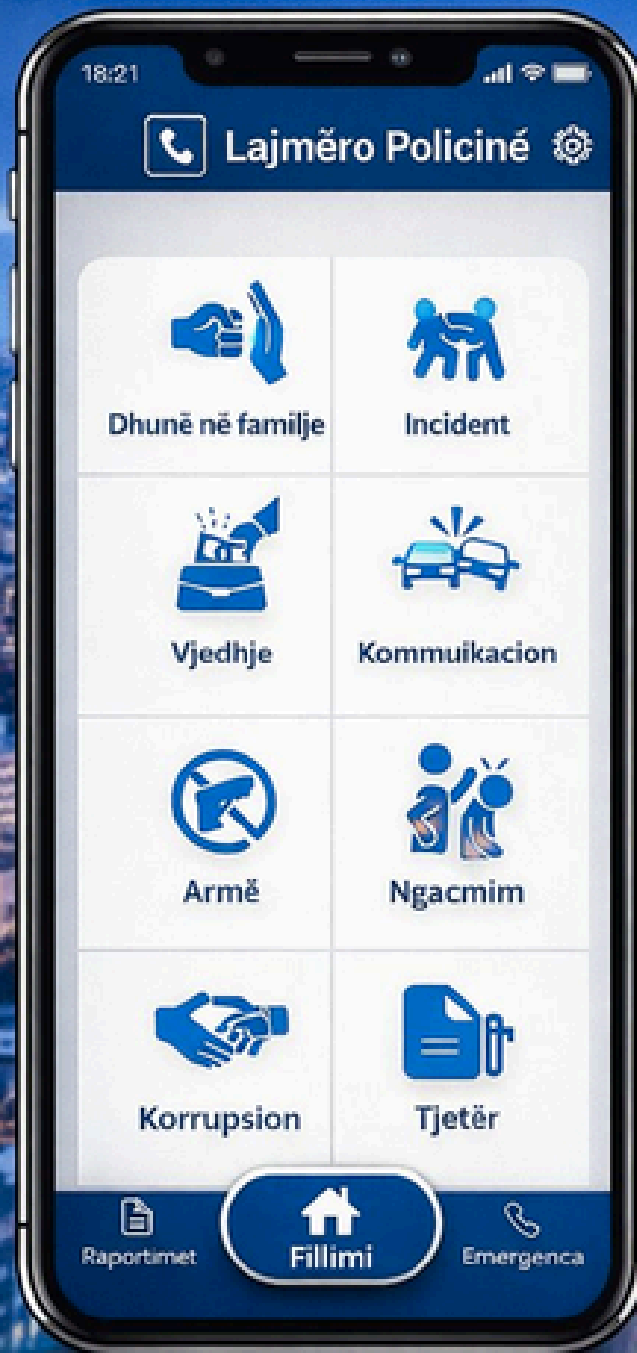 18:21
Lajmëro Policiné
Dhunë në familje
Incident
Vjedhje
Kommuikacion
Armë
Ngacmim
Korrupsion
Tjetër
Raportimet
Fillimi
Emergenca